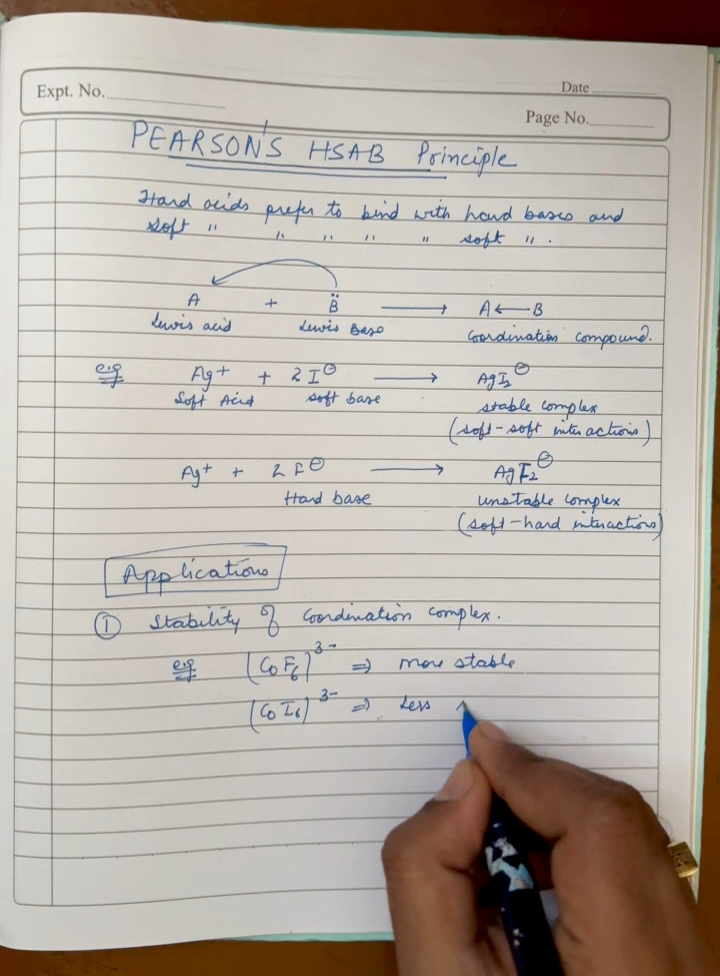 Expt. No.
Date
Page No.
PEARSON'S HSAB Principle
Hard acids prefer to bind with hard bases and
soft " " " " " soft " .
A + B̈ ⟶ A ⟵ B
Lewis acid Lewis Base Coordination compound.
e.g Ag+ + 2 I⊖ ⟶ AgI₂⊖
Soft Acid soft base stable complex
(soft-soft interactions)
Ag+ + 2 F⊖ ⟶ AgF₂⊖
Hard base unstable complex
(soft-hard interactions)
Applications
① Stability of Coordination complex.
e.g [CoF₆]³⁻ ⇒ more stable
[CoI₆]³⁻ ⇒ Less